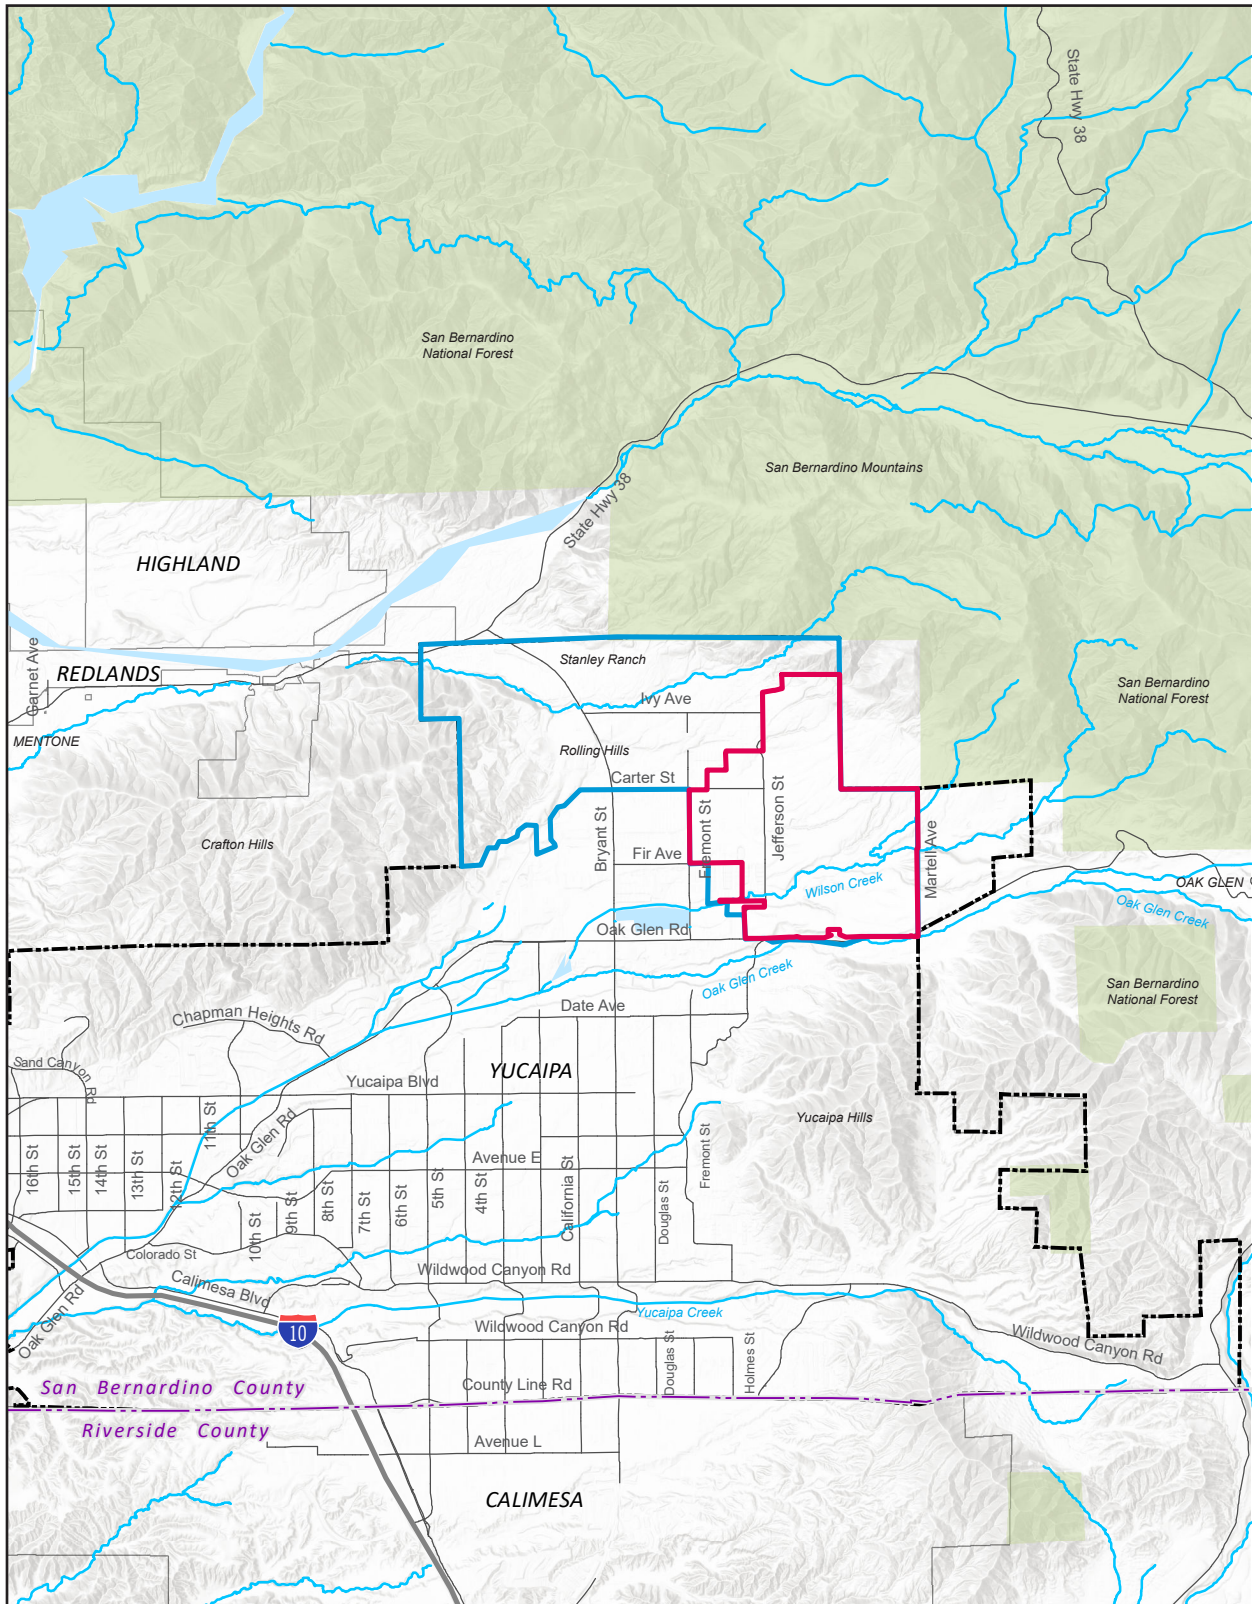 State Hwy 38
San Bernardino
National Forest
San Bernardino Mountains
State Hwy 38
HIGHLAND
Garnet Ave
REDLANDS
Stanley Ranch
San Bernardino
National Forest
Ivy Ave
MENTONE
Rolling Hills
Carter St
Jefferson St
Crafton Hills
Bryant St
Fremont St
Fir Ave
Martell Ave
Wilson Creek
OAK GLEN
Oak Glen Creek
Oak Glen Rd
Oak Glen Creek
San Bernardino
National Forest
Date Ave
Chapman Heights Rd
Sand Canyon Rd
YUCAIPA
Yucaipa Blvd
Yucaipa Hills
11th St
Oak Glen Rd
Avenue E
Fremont St
16th St
15th St
14th St
13th St
12th St
10th St
9th St
8th St
7th St
6th St
5th St
4th St
California St
Douglas St
Colorado St
Calimesa Blvd
Wildwood Canyon Rd
Oak Glen Rd
Yucaipa Creek
10
Wildwood Canyon Rd
Wildwood Canyon Rd
Douglas St
Holmes St
San Bernardino County
County Line Rd
Riverside County
Avenue L
CALIMESA